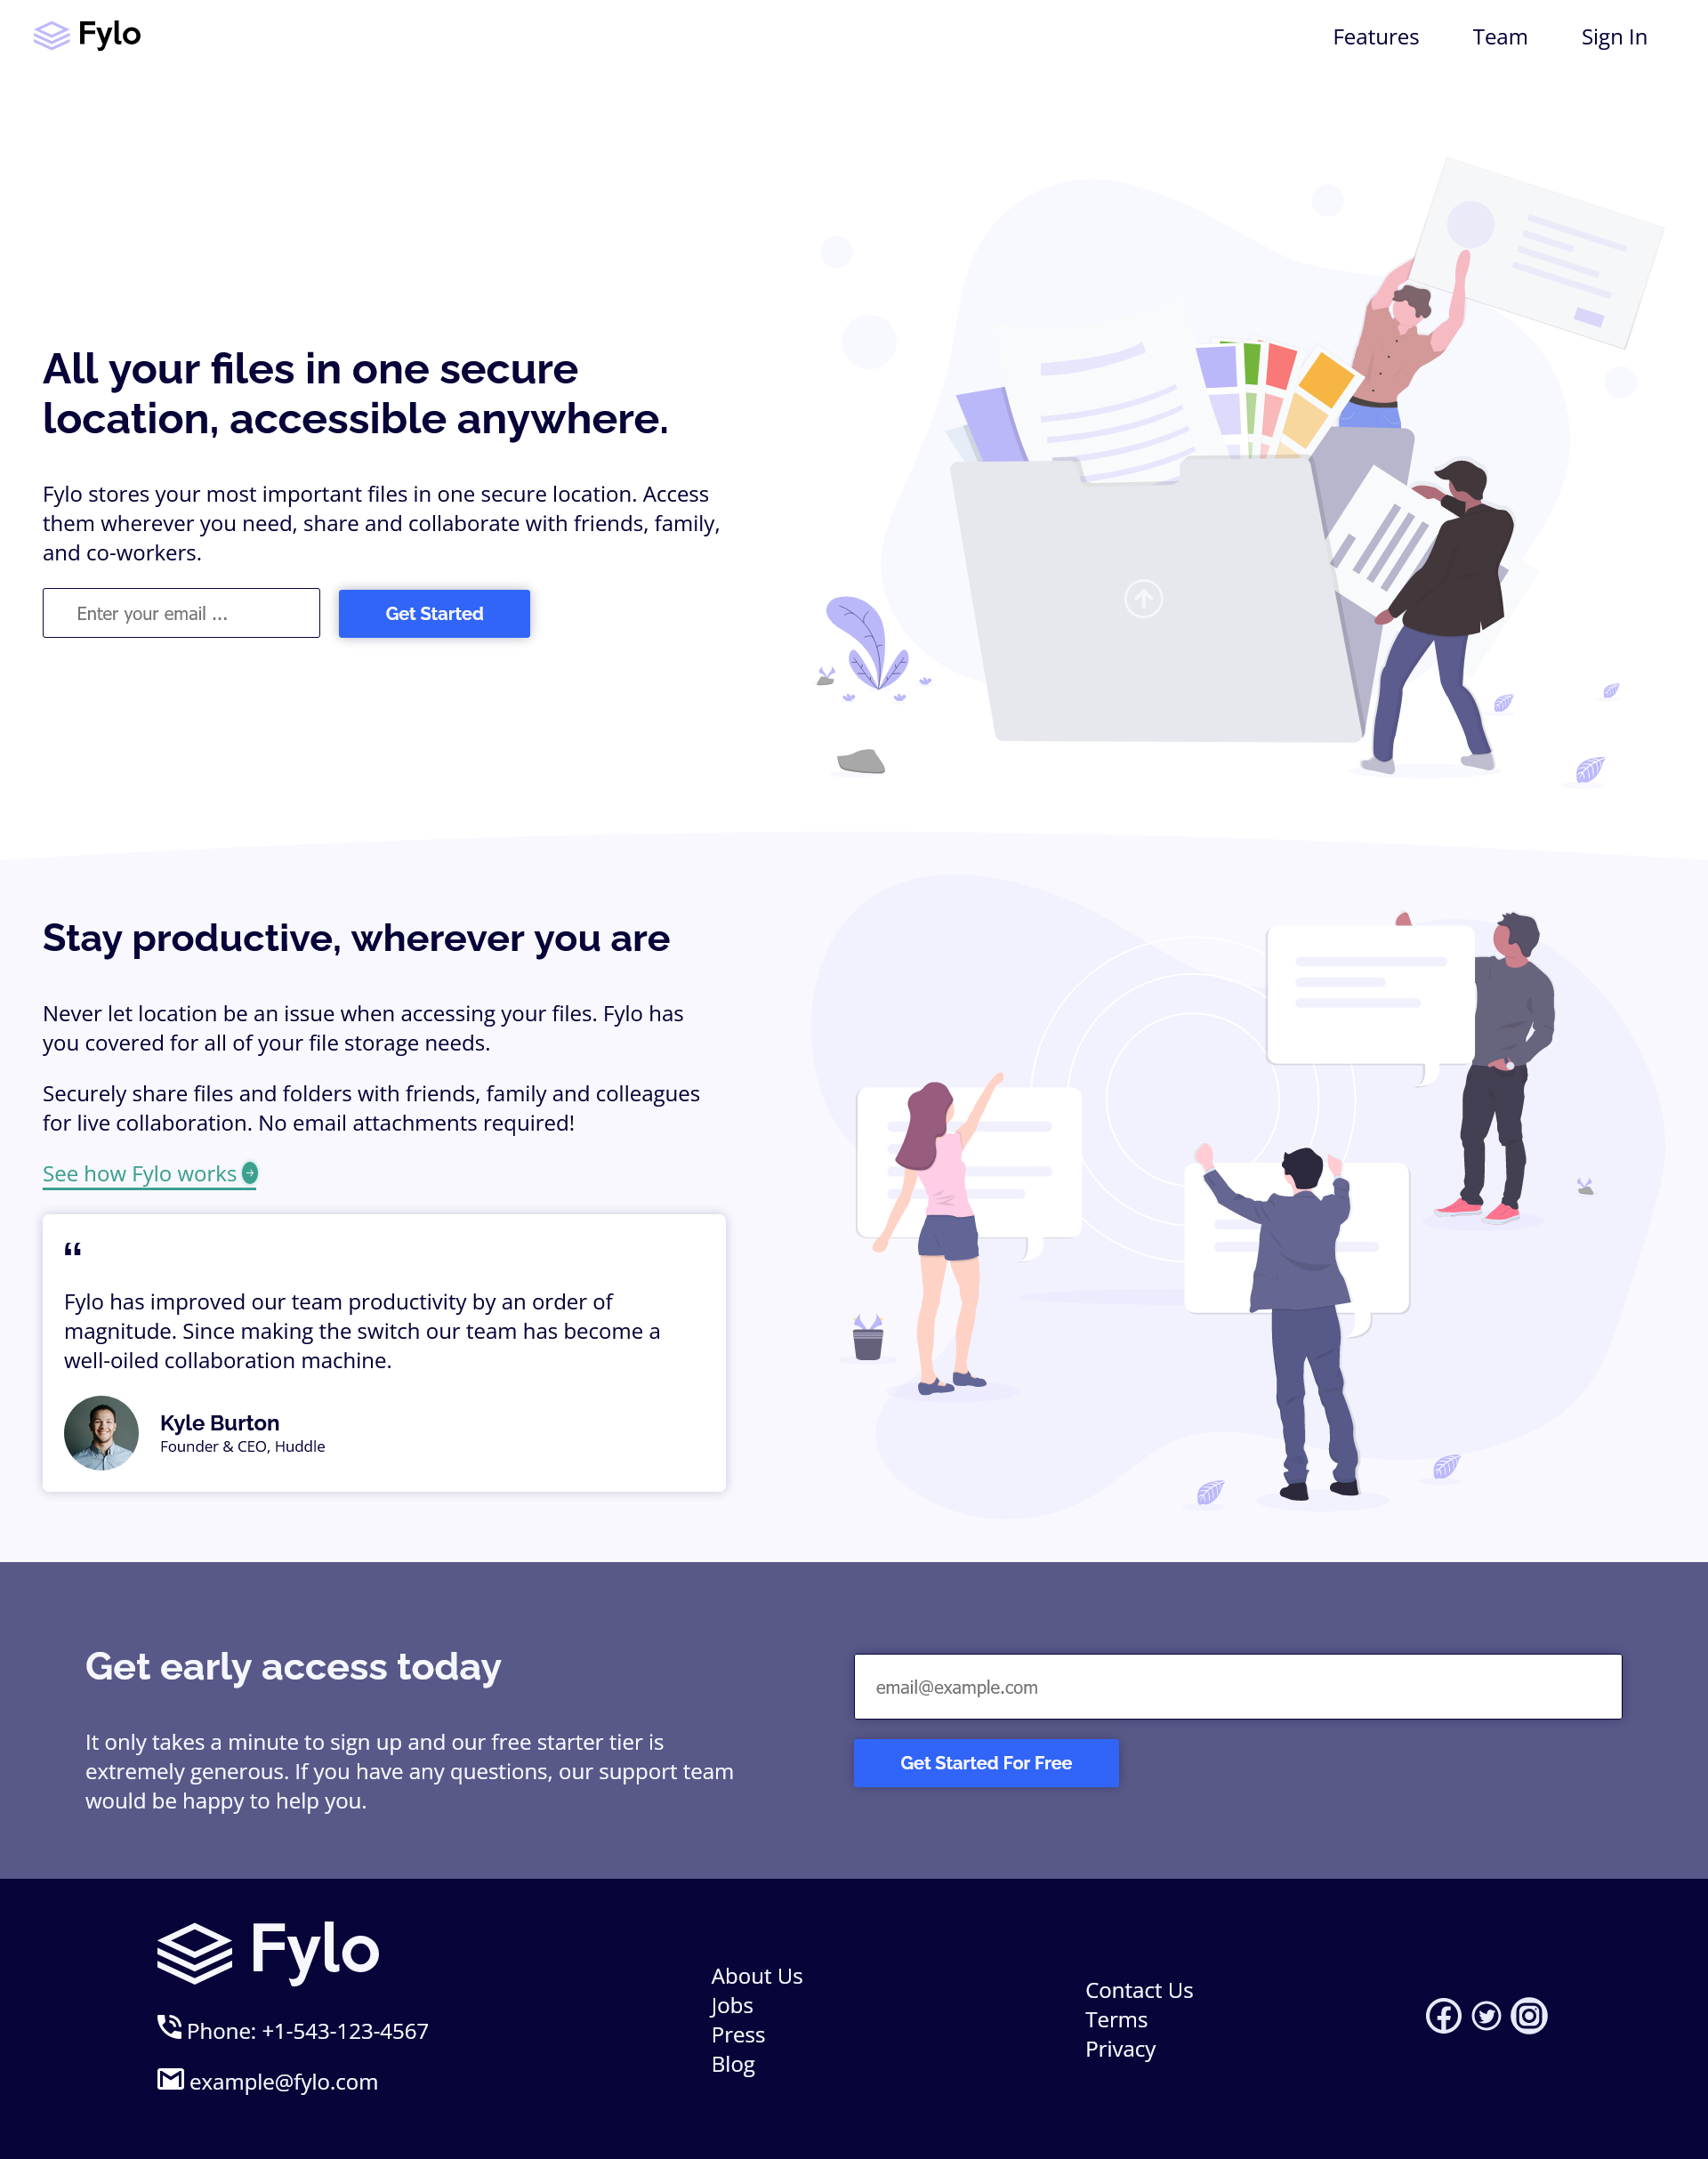 Fylo
Features
Team
Sign In
All your files in one secure
location, accessible anywhere.
Fylo stores your most important files in one secure location. Access
them wherever you need, share and collaborate with friends, family,
and co-workers.
Enter your email ...
Get Started
Stay productive, wherever you are
Never let location be an issue when accessing your files. Fylo has
you covered for all of your file storage needs.
Securely share files and folders with friends, family and colleagues
for live collaboration. No email attachments required!
See how Fylo works
“
Fylo has improved our team productivity by an order of
magnitude. Since making the switch our team has become a
well-oiled collaboration machine.
Kyle Burton
Founder & CEO, Huddle
Get early access today
It only takes a minute to sign up and our free starter tier is
extremely generous. If you have any questions, our support team
would be happy to help you.
email@example.com
Get Started For Free
Fylo
Phone: +1-543-123-4567
example@fylo.com
About Us
Jobs
Press
Blog
Contact Us
Terms
Privacy